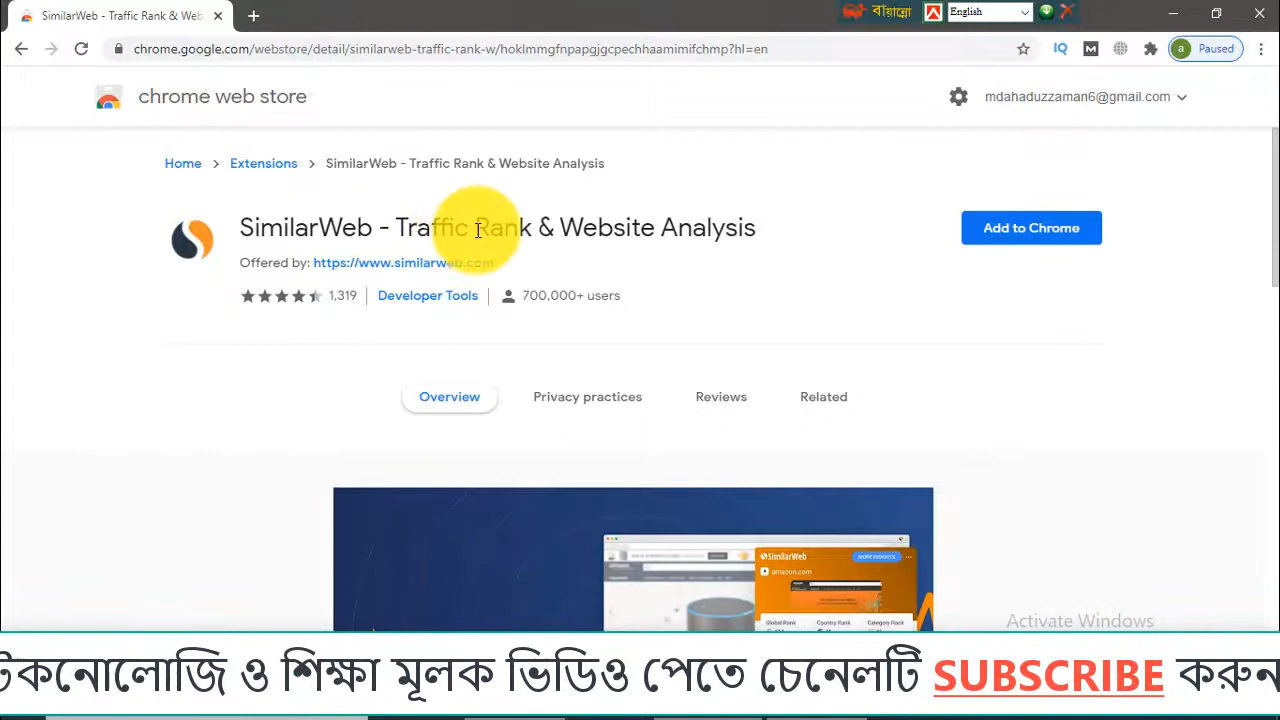 SimilarWeb - Traffic Rank & Web
বাঁয়ান্নো
English
chrome.google.com/webstore/detail/similarweb-traffic-rank-w/hoklmmgfnpapgjgcpechhaamimifchmp?hl=en
IQ
M
a Paused
chrome web store
mdahaduzzaman6@gmail.com
Home > Extensions > SimilarWeb - Traffic Rank & Website Analysis
SimilarWeb - Traffic Rank & Website Analysis
Add to Chrome
Offered by: https://www.similarweb.com
1,319
Developer Tools
700,000+ users
Overview
Privacy practices
Reviews
Related
SimilarWeb
MORE INSIGHTS
amazon.com
Global Rank
Country Rank
Category Rank
Activate Windows
টেকনোলোজি ও শিক্ষা মূলক ভিডিও পেতে চেনেলটি SUBSCRIBE করুন